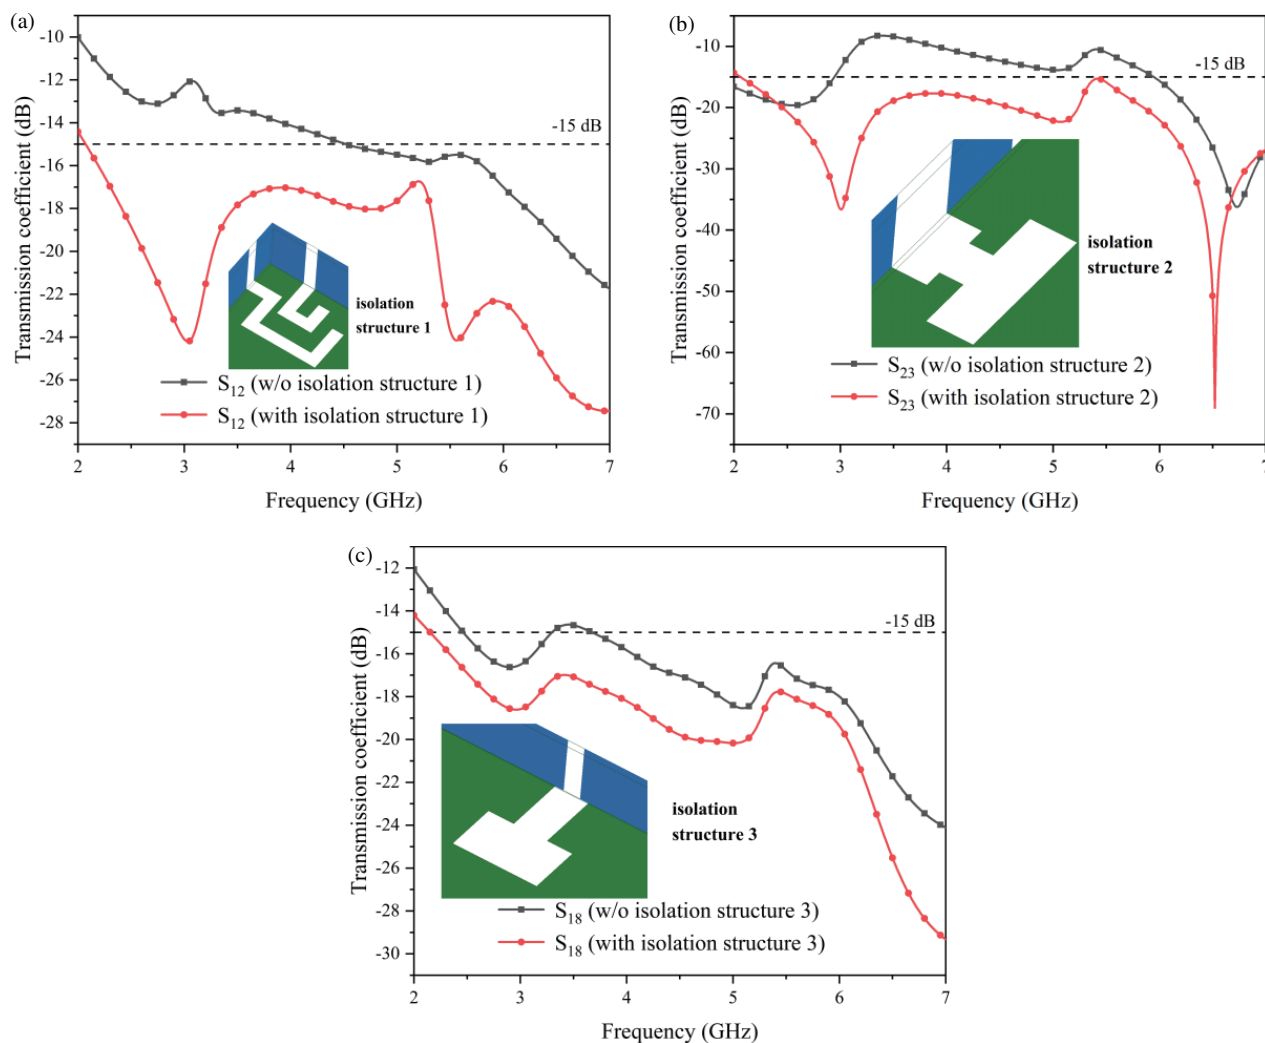 (a)
-10
-12
-14
-16
-18
-20
-22
-24
-26
-28
Transmission coefficient (dB)
-15 dB
isolation
structure 1
S₁₂ (w/o isolation structure 1)
S₁₂ (with isolation structure 1)
2 3 4 5 6 7
Frequency (GHz)
(b)
-10
-20
-30
-40
-50
-60
-70
Transmission coefficient (dB)
-15 dB
isolation
structure 2
S₂₃ (w/o isolation structure 2)
S₂₃ (with isolation structure 2)
2 3 4 5 6 7
Frequency (GHz)
(c)
-12
-14
-16
-18
-20
-22
-24
-26
-28
-30
Transmission coefficient (dB)
-15 dB
isolation
structure 3
S₁₈ (w/o isolation structure 3)
S₁₈ (with isolation structure 3)
2 3 4 5 6 7
Frequency (GHz)